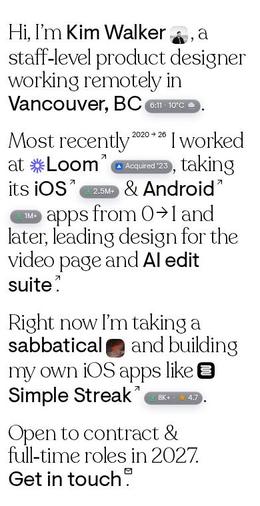 Hi, I'm Kim Walker, a
staff-level product designer
working remotely in
Vancouver, BC 6:11 · 10°C.
Most recently 2020→26 I worked
at Loom↗ Acquired '23, taking
its iOS↗ 2.5M+ & Android↗
1M+ apps from 0→1 and
later, leading design for the
video page and AI edit
suite↗.
Right now I'm taking a
sabbatical and building
my own iOS apps like
Simple Streak↗ 8K+ · 4.7.
Open to contract &
full-time roles in 2027.
Get in touch.